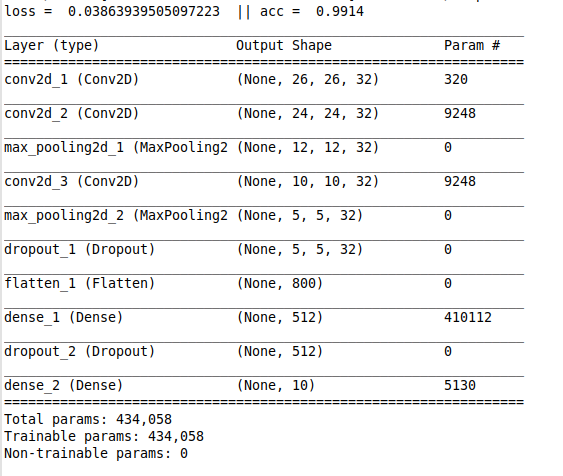 loss =  0.03863939505097223  || acc =  0.9914
Layer (type)                 Output Shape              Param #
=================================================================
conv2d_1 (Conv2D)            (None, 26, 26, 32)        320
conv2d_2 (Conv2D)            (None, 24, 24, 32)        9248
max_pooling2d_1 (MaxPooling2 (None, 12, 12, 32)        0
conv2d_3 (Conv2D)            (None, 10, 10, 32)        9248
max_pooling2d_2 (MaxPooling2 (None, 5, 5, 32)          0
dropout_1 (Dropout)          (None, 5, 5, 32)          0
flatten_1 (Flatten)          (None, 800)               0
dense_1 (Dense)              (None, 512)               410112
dropout_2 (Dropout)          (None, 512)               0
dense_2 (Dense)              (None, 10)                5130
=================================================================
Total params: 434,058
Trainable params: 434,058
Non-trainable params: 0